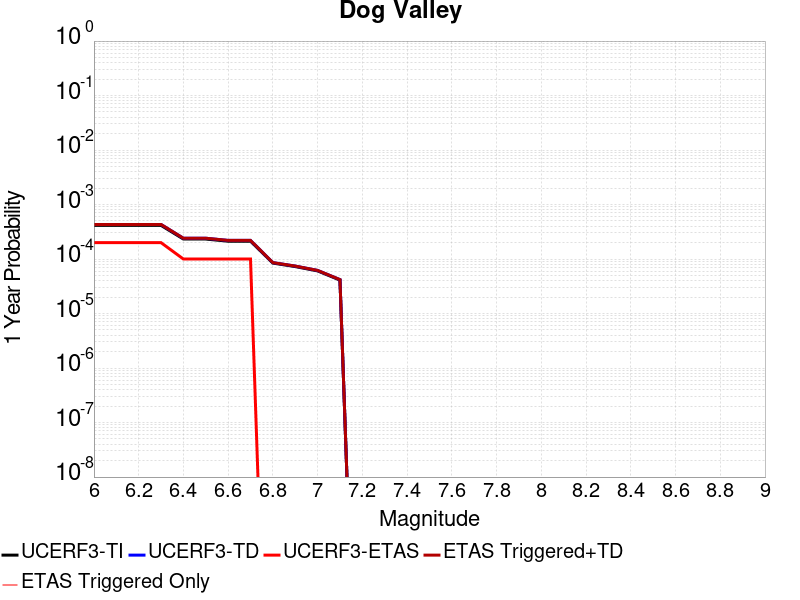 Dog Valley
10^0
10^-1
10^-2
10^-3
10^-4
10^-5
10^-6
10^-7
10^-8
1 Year Probability
6 6.2 6.4 6.6 6.8 7 7.2 7.4 7.6 7.8 8 8.2 8.4 8.6 8.8 9
Magnitude
UCERF3-TI UCERF3-TD UCERF3-ETAS ETAS Triggered+TD
ETAS Triggered Only